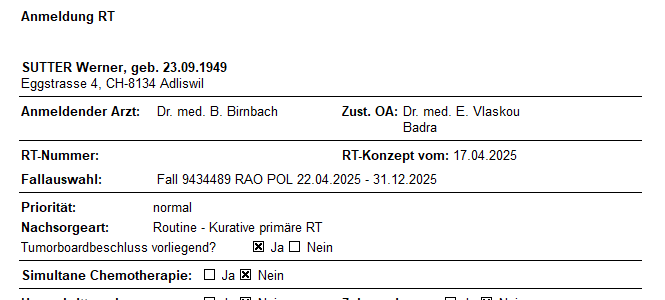 Anmeldung RT
SUTTER Werner, geb. 23.09.1949
Eggstrasse 4, CH-8134 Adliswil
Anmeldender Arzt: Dr. med. B. Birnbach Zust. OA: Dr. med. E. Vlaskou
Badra
RT-Nummer: RT-Konzept vom: 17.04.2025
Fallauswahl: Fall 9434489 RAO POL 22.04.2025 - 31.12.2025
Priorität: normal
Nachsorgeart: Routine - Kurative primäre RT
Tumorboardbeschluss vorliegend? ☒ Ja ☐ Nein
Simultane Chemotherapie: ☐ Ja ☒ Nein